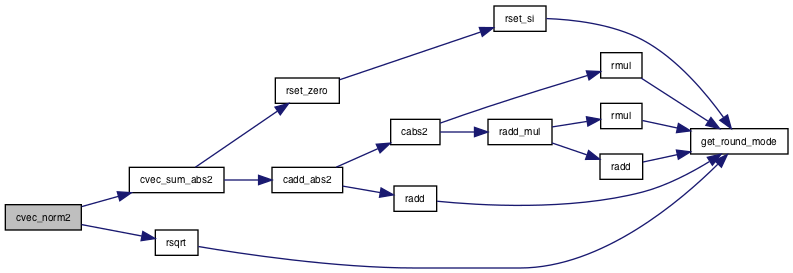 rset_si
rmul
rset_zero
rmul
cabs2
radd_mul
get_round_mode
radd
cvec_sum_abs2
cadd_abs2
radd
cvec_norm2
rsqrt